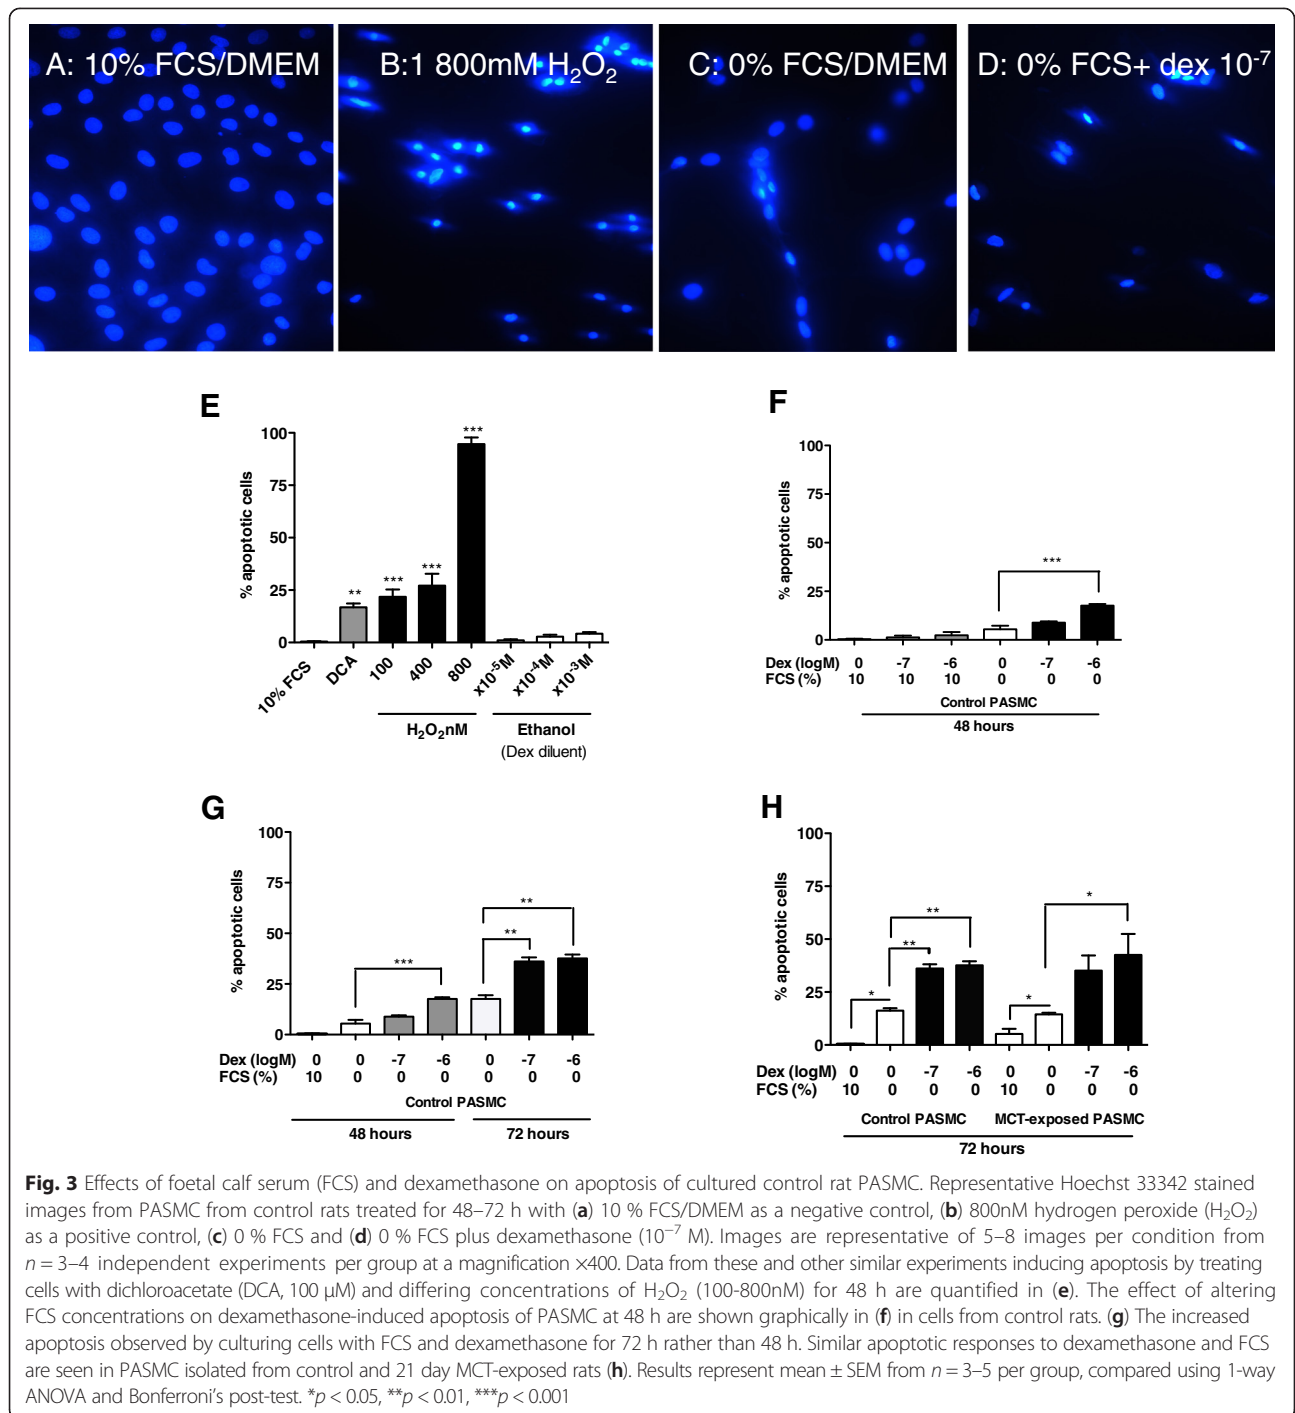 A: 10% FCS/DMEM
B:1 800mM H₂O₂
C: 0% FCS/DMEM
D: 0% FCS+ dex 10⁻⁷
E
% apoptotic cells
100
75
50
25
0
**
***
***
***
10% FCS
DCA
100
400
800
x10⁻⁵M
x10⁻⁴M
x10⁻³M
H₂O₂nM
Ethanol
(Dex diluent)
F
% apoptotic cells
100
75
50
25
0
***
Dex (logM) 0 -7 -6 0 -7 -6
FCS (%) 10 10 10 0 0 0
Control PASMC
48 hours
G
% apoptotic cells
100
75
50
25
0
***
**
**
Dex (logM) 0 0 -7 -6 0 -7 -6
FCS (%) 10 0 0 0 0 0 0
Control PASMC
48 hours 72 hours
H
% apoptotic cells
100
75
50
25
0
*
**
**
*
*
Dex (logM) 0 0 -7 -6 0 0 -7 -6
FCS (%) 10 0 0 0 10 0 0 0
Control PASMC MCT-exposed PASMC
72 hours
Fig. 3 Effects of foetal calf serum (FCS) and dexamethasone on apoptosis of cultured control rat PASMC. Representative Hoechst 33342 stained
images from PASMC from control rats treated for 48–72 h with (a) 10 % FCS/DMEM as a negative control, (b) 800nM hydrogen peroxide (H₂O₂)
as a positive control, (c) 0 % FCS and (d) 0 % FCS plus dexamethasone (10⁻⁷ M). Images are representative of 5–8 images per condition from
n = 3–4 independent experiments per group at a magnification ×400. Data from these and other similar experiments inducing apoptosis by treating
cells with dichloroacetate (DCA, 100 μM) and differing concentrations of H₂O₂ (100-800nM) for 48 h are quantified in (e). The effect of altering
FCS concentrations on dexamethasone-induced apoptosis of PASMC at 48 h are shown graphically in (f) in cells from control rats. (g) The increased
apoptosis observed by culturing cells with FCS and dexamethasone for 72 h rather than 48 h. Similar apoptotic responses to dexamethasone and FCS
are seen in PASMC isolated from control and 21 day MCT-exposed rats (h). Results represent mean ± SEM from n = 3–5 per group, compared using 1-way
ANOVA and Bonferroni's post-test. *p < 0.05, **p < 0.01, ***p < 0.001